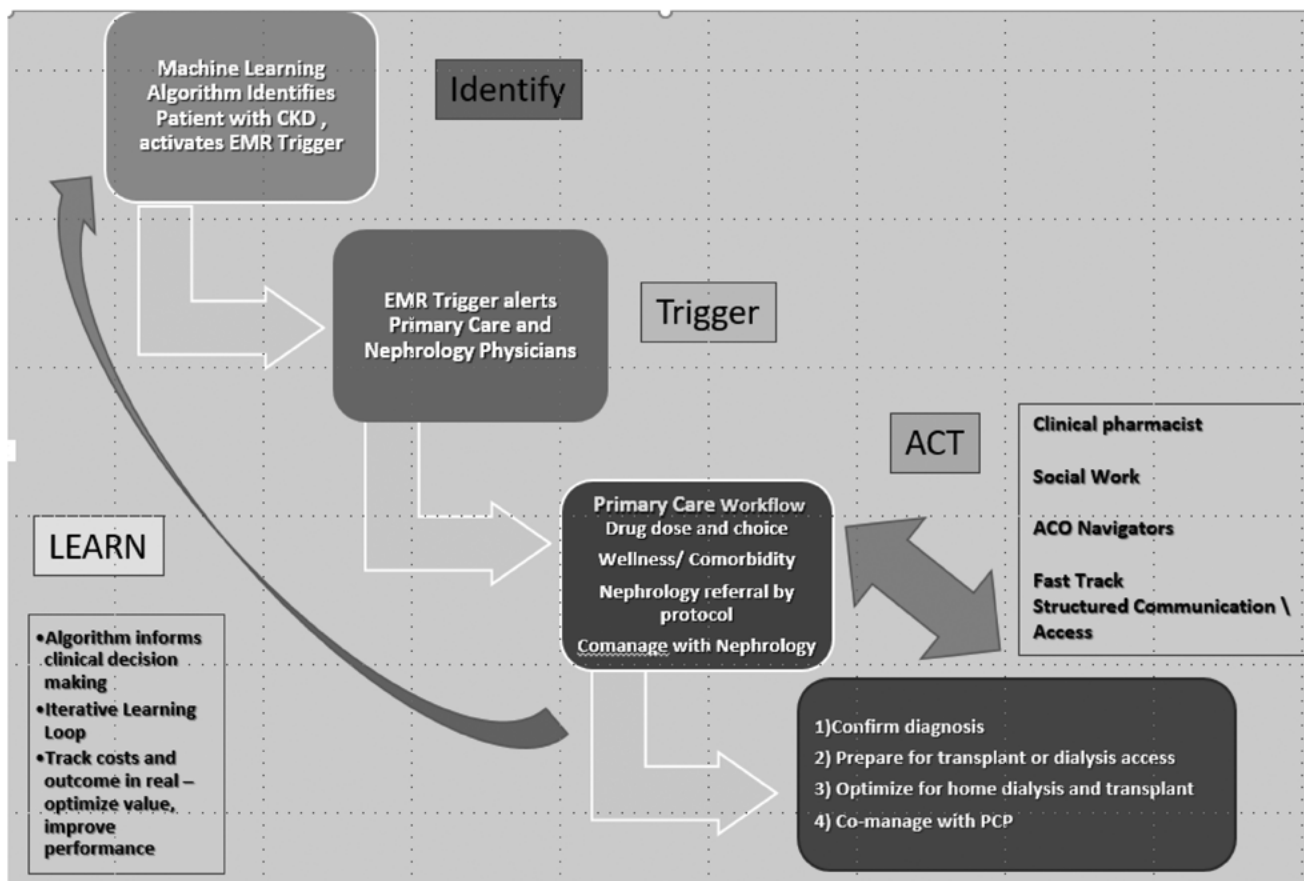 Machine Learning
Algorithm Identifies
Patient with CKD ,
activates EMR Trigger
Identify
EMR Trigger alerts
Primary Care and
Nephrology Physicians
Trigger
ACT
Clinical pharmacist
Social Work
ACO Navigators
Fast Track
Structured Communication \
Access
Primary Care Workflow
Drug dose and choice
Wellness/ Comorbidity
Nephrology referral by
protocol
Comanage with Nephrology
LEARN
•Algorithm informs
clinical decision
making
•Iterative Learning
Loop
•Track costs and
outcome in real –
optimize value,
improve
performance
1)Confirm diagnosis
2) Prepare for transplant or dialysis access
3) Optimize for home dialysis and transplant
4) Co-manage with PCP